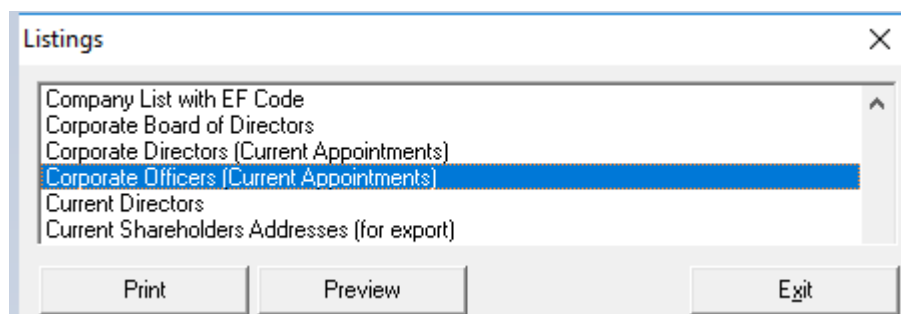 Listings
Company List with EF Code
Corporate Board of Directors
Corporate Directors (Current Appointments)
Corporate Officers (Current Appointments)
Current Directors
Current Shareholders Addresses (for export)
Print Preview Exit